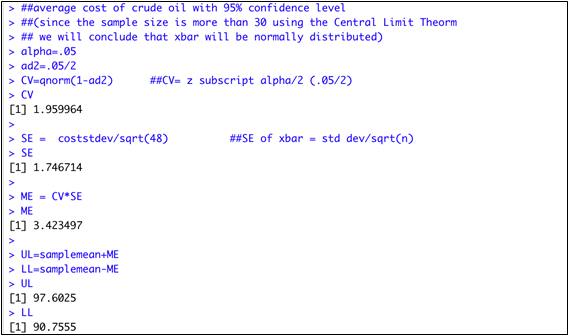 > ##average cost of crude oil with 95% confidence level
> ##(since the sample size is more than 30 using the Central Limit Theorm
> ## we will conclude that xbar will be normally distributed)
> alpha=.05
> ad2=.05/2
> CV=qnorm(1-ad2)      ##CV= z subscript alpha/2 (.05/2)
> CV
[1] 1.959964
>
> SE =  coststdev/sqrt(48)          ##SE of xbar = std dev/sqrt(n)
> SE
[1] 1.746714
>
> ME = CV*SE
> ME
[1] 3.423497
>
> UL=samplemean+ME
> LL=samplemean-ME
> UL
[1] 97.6025
> LL
[1] 90.7555